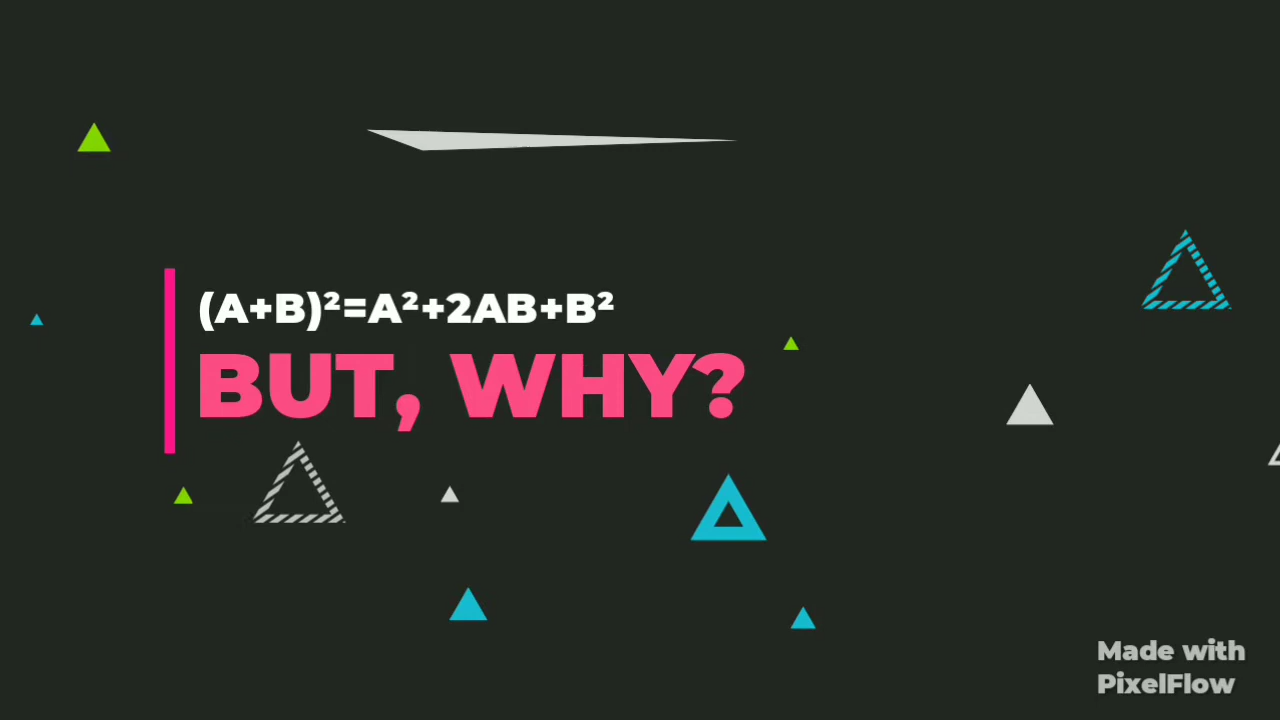 (A+B)²=A²+2AB+B²
BUT, WHY?
Made with
PixelFlow